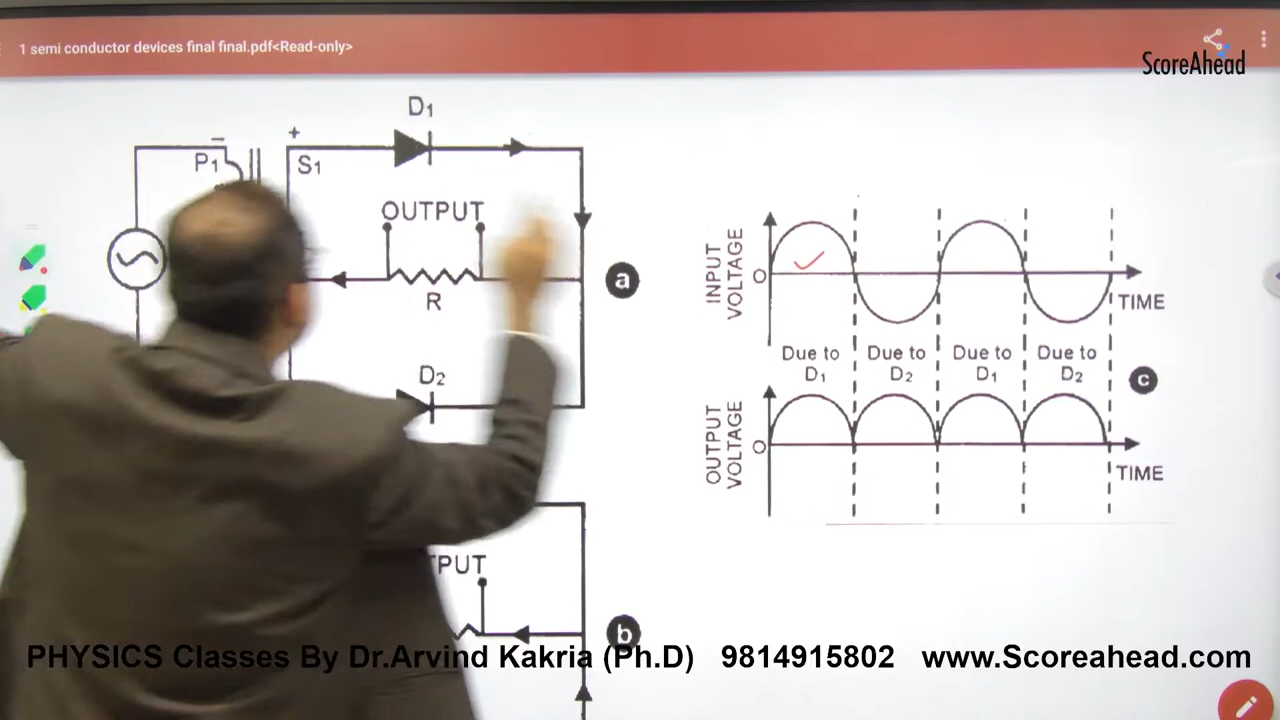 1 semi conductor devices final final.pdf<Read-only>
ScoreAhead
D1
P1
−
+
S1
OUTPUT
R
a
D2
TPUT
b
INPUT
VOLTAGE
O
TIME
Due to
D1
Due to
D2
Due to
D1
Due to
D2
c
OUTPUT
VOLTAGE
O
TIME
PHYSICS Classes By Dr.Arvind Kakria (Ph.D) 9814915802 www.Scoreahead.com